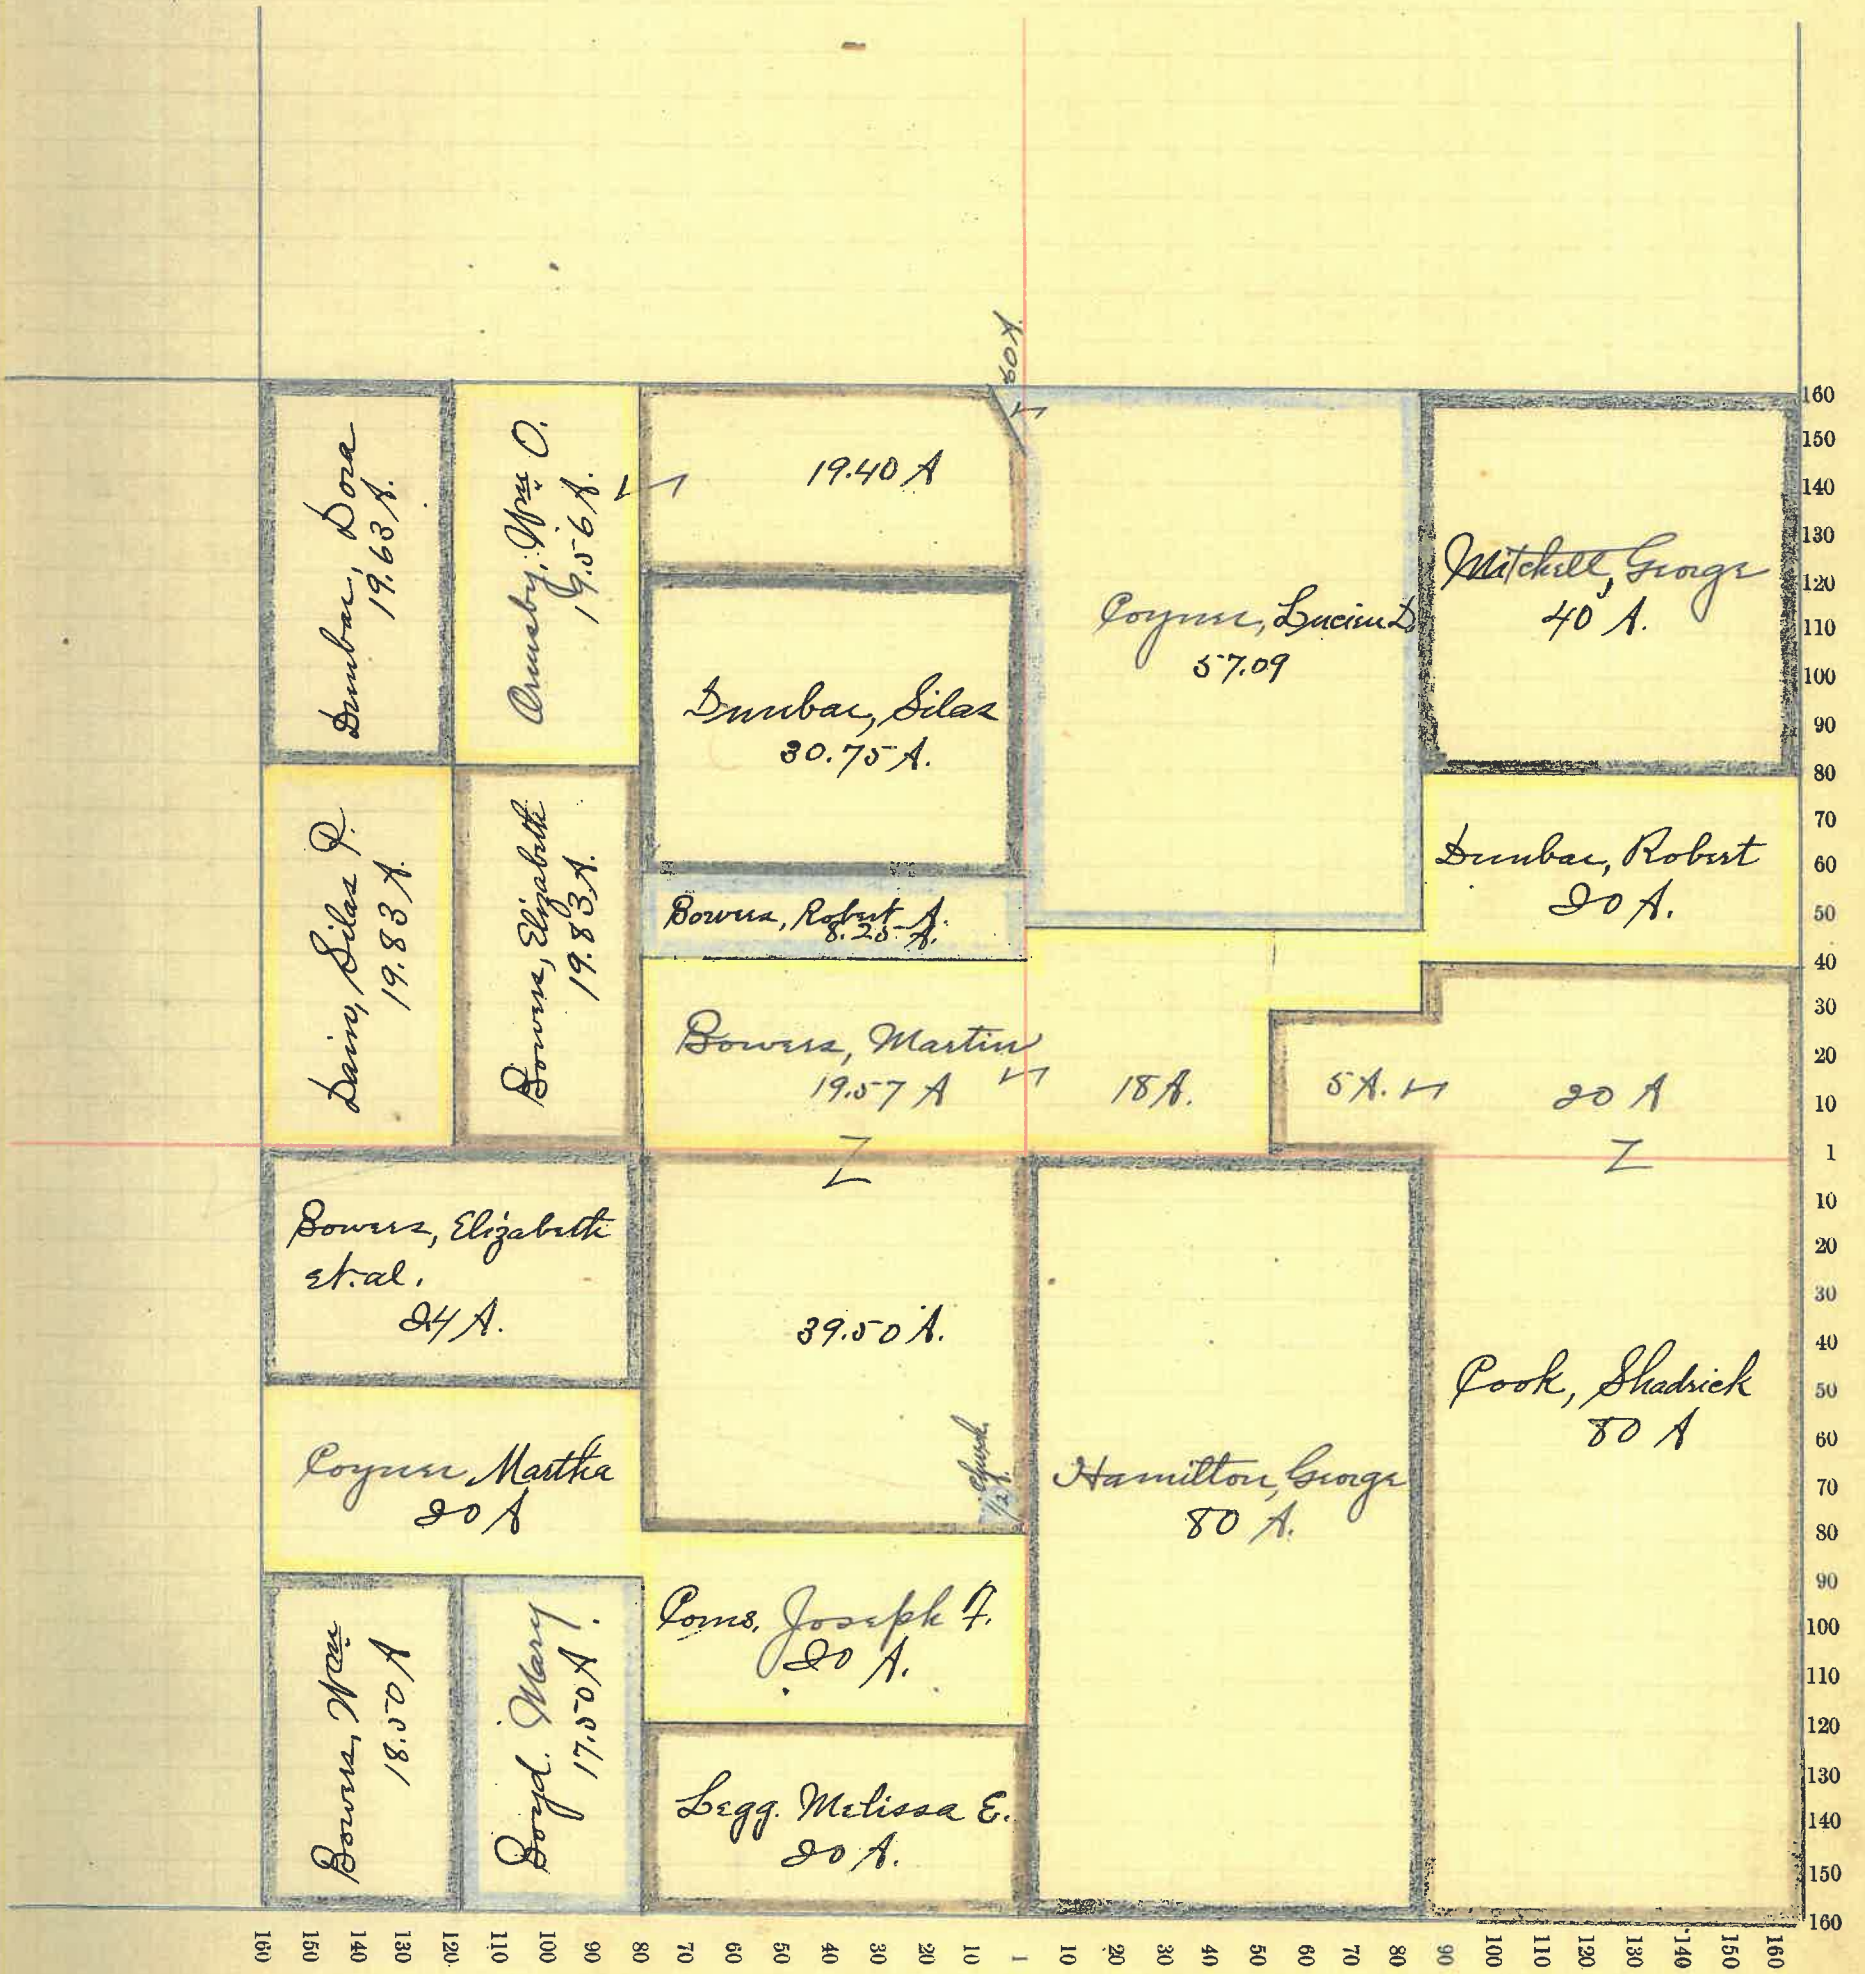 .60 A.
Dunbar, Dora
19.63 A.
Ormsby, Wm O.
19.56 A.
19.40 A
Dunbar, Silas
30.75 A.
Coyner, Lucien D.
57.09
Mitchell, George
40 A.
Dunbar, Robert
20 A.
Bowers, Robert A.
8.25 A.
Silas P.
19.83 A.
Bowers, Elizabeth
19.83 A.
Bowers, Martin
19.57 A
18 A.
5 A.
20 A
Bowers, Elizabeth
et. al.
24 A.
39.50 A.
Church
1/2 A.
Coyner Martha
20 A
Hamilton, George
80 A.
Cook, Shadrick
80 A
Bowers, Wm
18.50 A
Boyd. Mary
17.50 A.
Joseph F.
20 A.
Legg. Melissa E.
20 A.
160
150
140
130
120
110
100
90
80
70
60
50
40
30
20
10
1
10
20
30
40
50
60
70
80
90
100
110
120
130
140
150
160
160 150 140 130 120 110 100 90 80 70 60 50 40 30 20 10 1 10 20 30 40 50 60 70 80 90 100 110 120 130 140 150 160